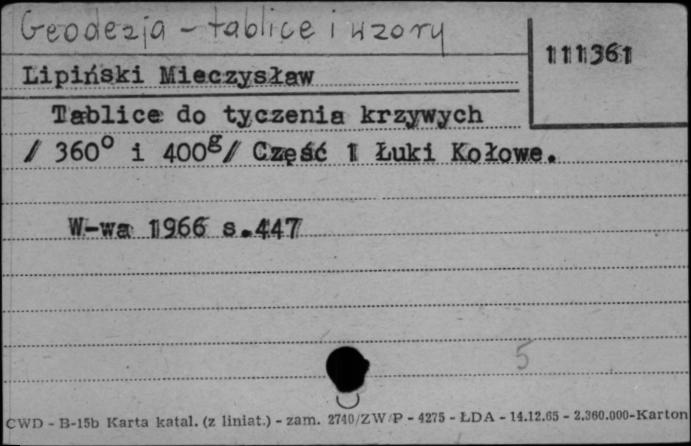 Geodezja - tablice i wzory
111361
Lipiński Mieczysław
Tablice do tyczenia krzywych
/ 360° i 400ᵍ/ Część 1 Łuki Kołowe.
W-wa 1966 s.447
5
CWD - B-15b Karta katal. (z liniat.) - zam. 2740/ZW/P - 4275 - ŁDA - 14.12.65 - 2.360.000-Karton